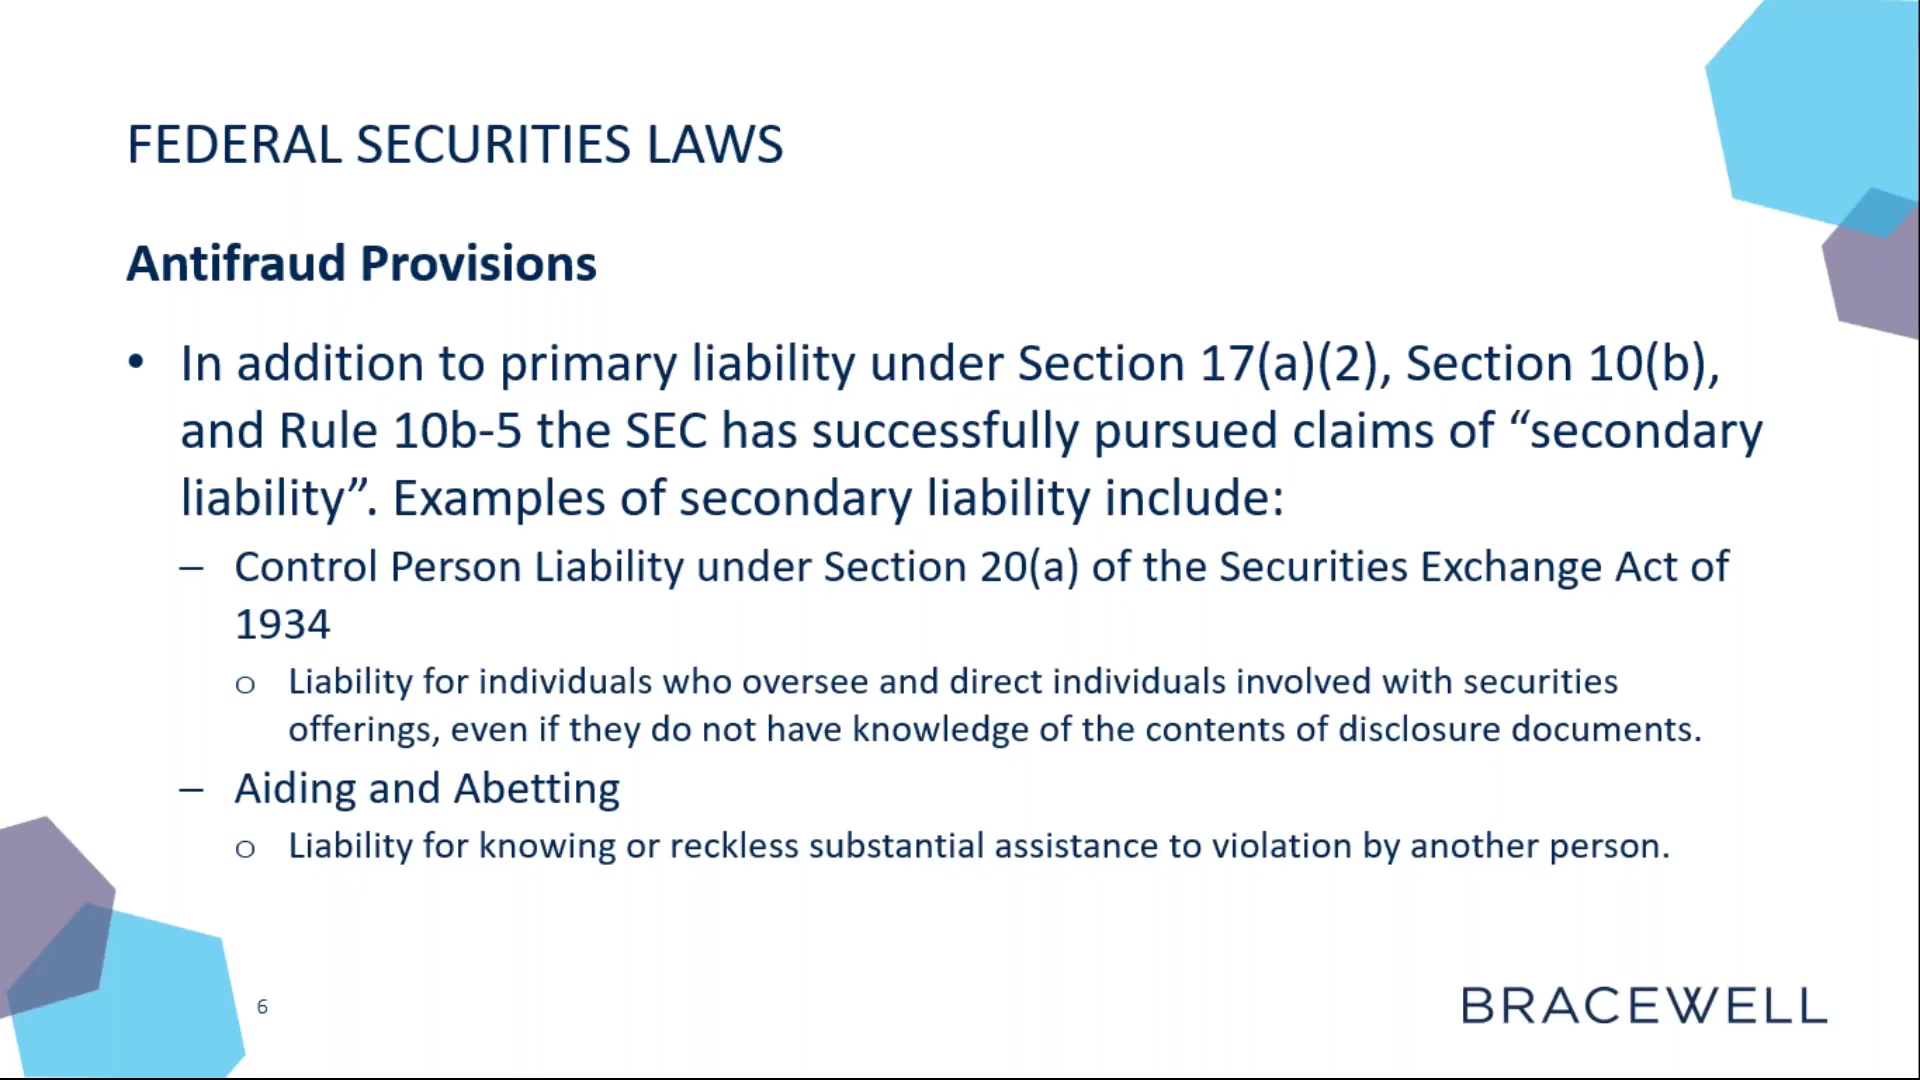 FEDERAL SECURITIES LAWS
Antifraud Provisions
• In addition to primary liability under Section 17(a)(2), Section 10(b),
and Rule 10b-5 the SEC has successfully pursued claims of “secondary
liability”. Examples of secondary liability include:
– Control Person Liability under Section 20(a) of the Securities Exchange Act of
1934
o Liability for individuals who oversee and direct individuals involved with securities
offerings, even if they do not have knowledge of the contents of disclosure documents.
– Aiding and Abetting
o Liability for knowing or reckless substantial assistance to violation by another person.
6
BRACEWELL